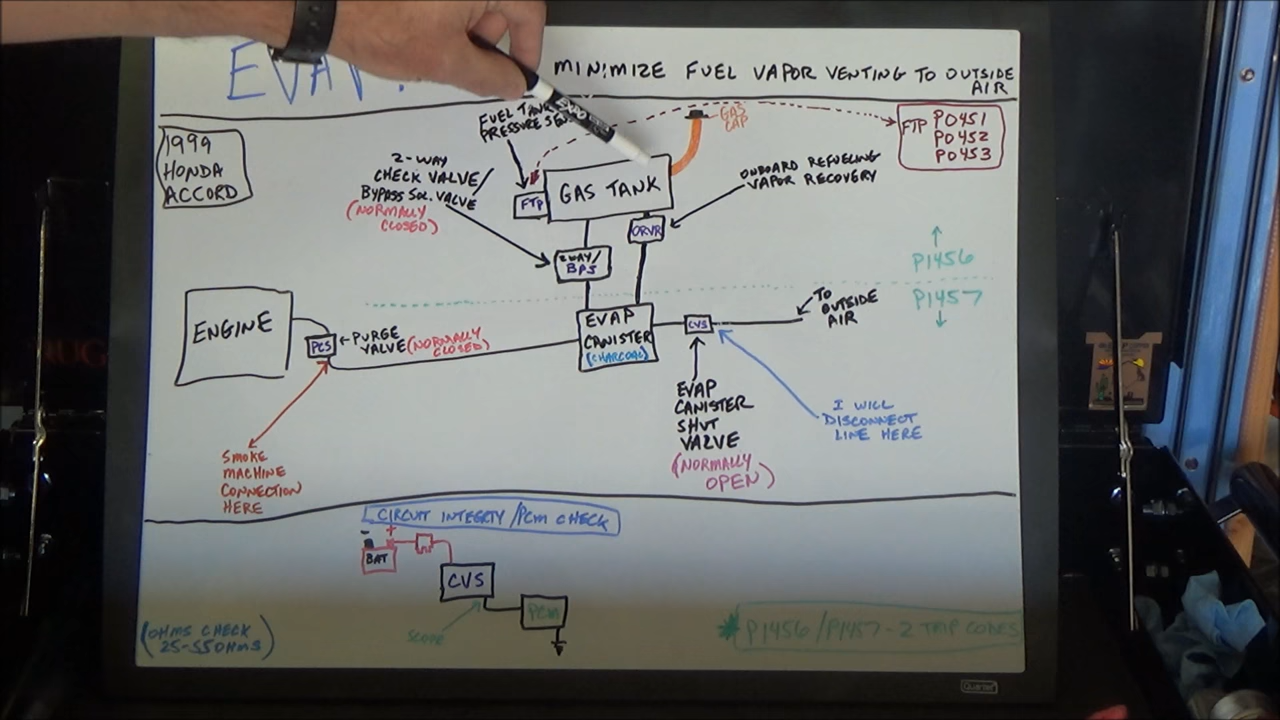 EVAP:
MINIMIZE FUEL VAPOR VENTING TO OUTSIDE
AIR
1999
HONDA
ACCORD
FUEL TANK
PRESSURE
GAS
CAP
FTP P0451
P0452
P0453
2-WAY
CHECK VALVE/
BYPASS SOL. VALVE
(NORMALLY
CLOSED)
FTP
GAS TANK
ONBOARD REFUELING
VAPOR RECOVERY
ORVR
2WAY/
BPS
P1456
P1457
ENGINE
PCS
PURGE
VALVE (NORMALLY
CLOSED)
EVAP
CANISTER
(CHARCOAL)
CVS
TO
OUTSIDE
AIR
EVAP
CANISTER
SHUT
VALVE
(NORMALLY
OPEN)
I WILL
DISCONNECT
LINE HERE
SMOKE
MACHINE
CONNECTION
HERE
CIRCUIT INTEGRTY/PCM CHECK
- +
BAT
CVS
PCM
SCOPE
(OHMS CHECK
25-55OHMS)
*P1456/P1457-2 TRIP CODES
Quartet